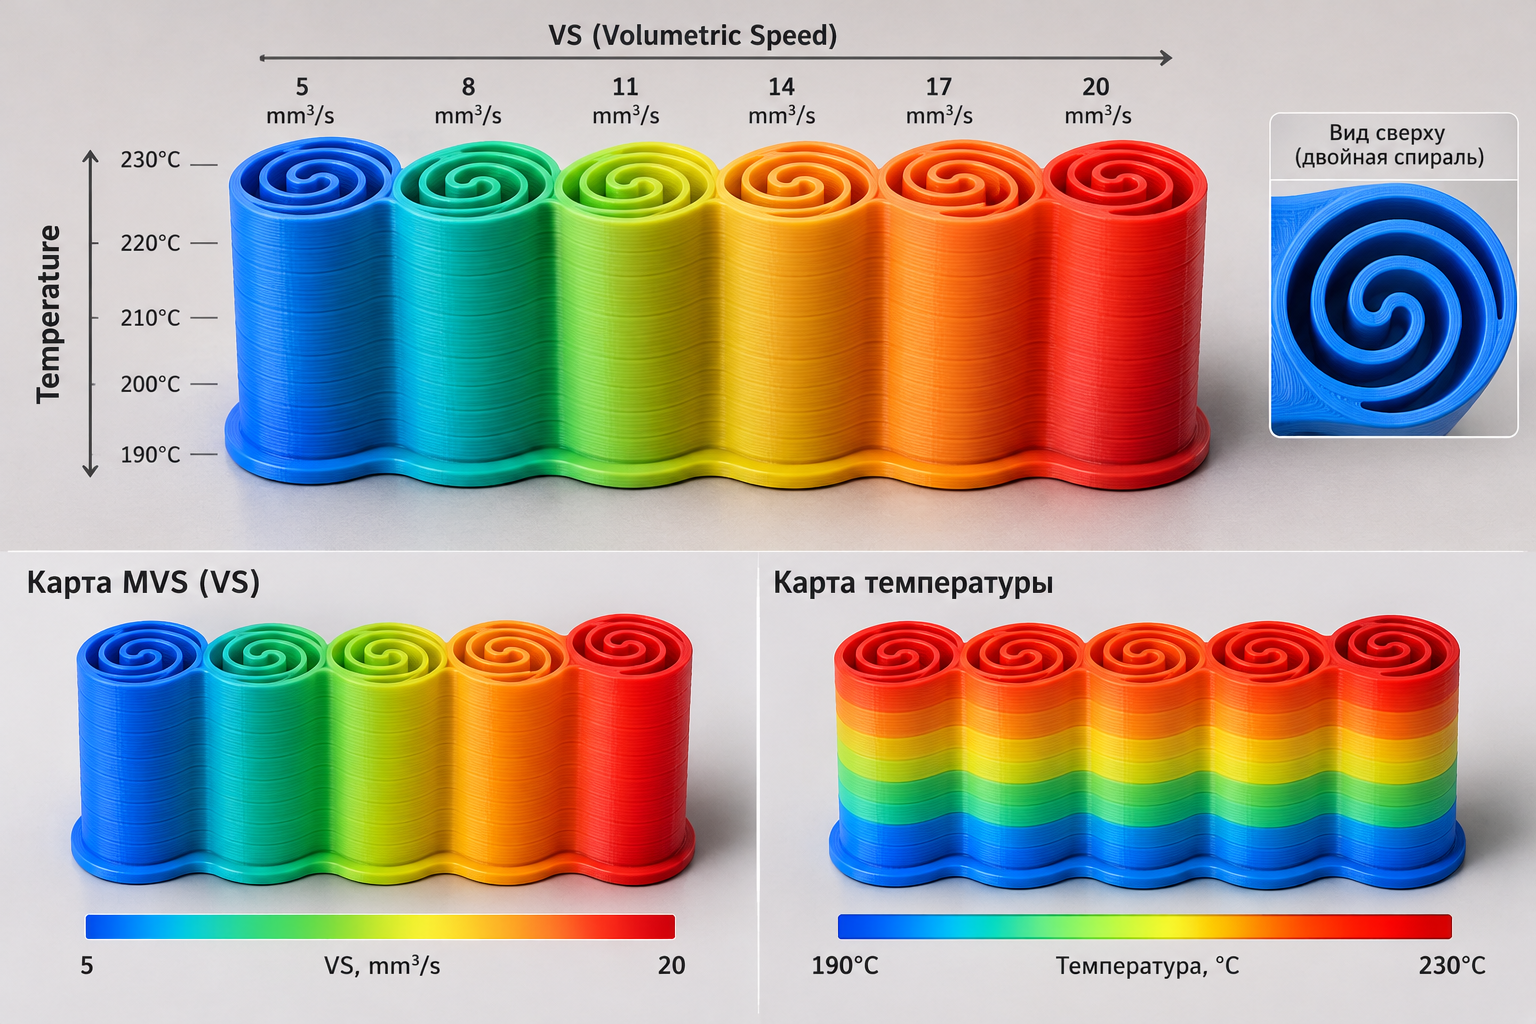 VS (Volumetric Speed)
5 8 11 14 17 20
mm³/s mm³/s mm³/s mm³/s mm³/s mm³/s
Temperature
230°C
220°C
210°C
200°C
190°C
Вид сверху
(двойная спираль)
Карта MVS (VS)
5 VS, mm³/s 20
Карта температуры
190°C Температура, °C 230°C